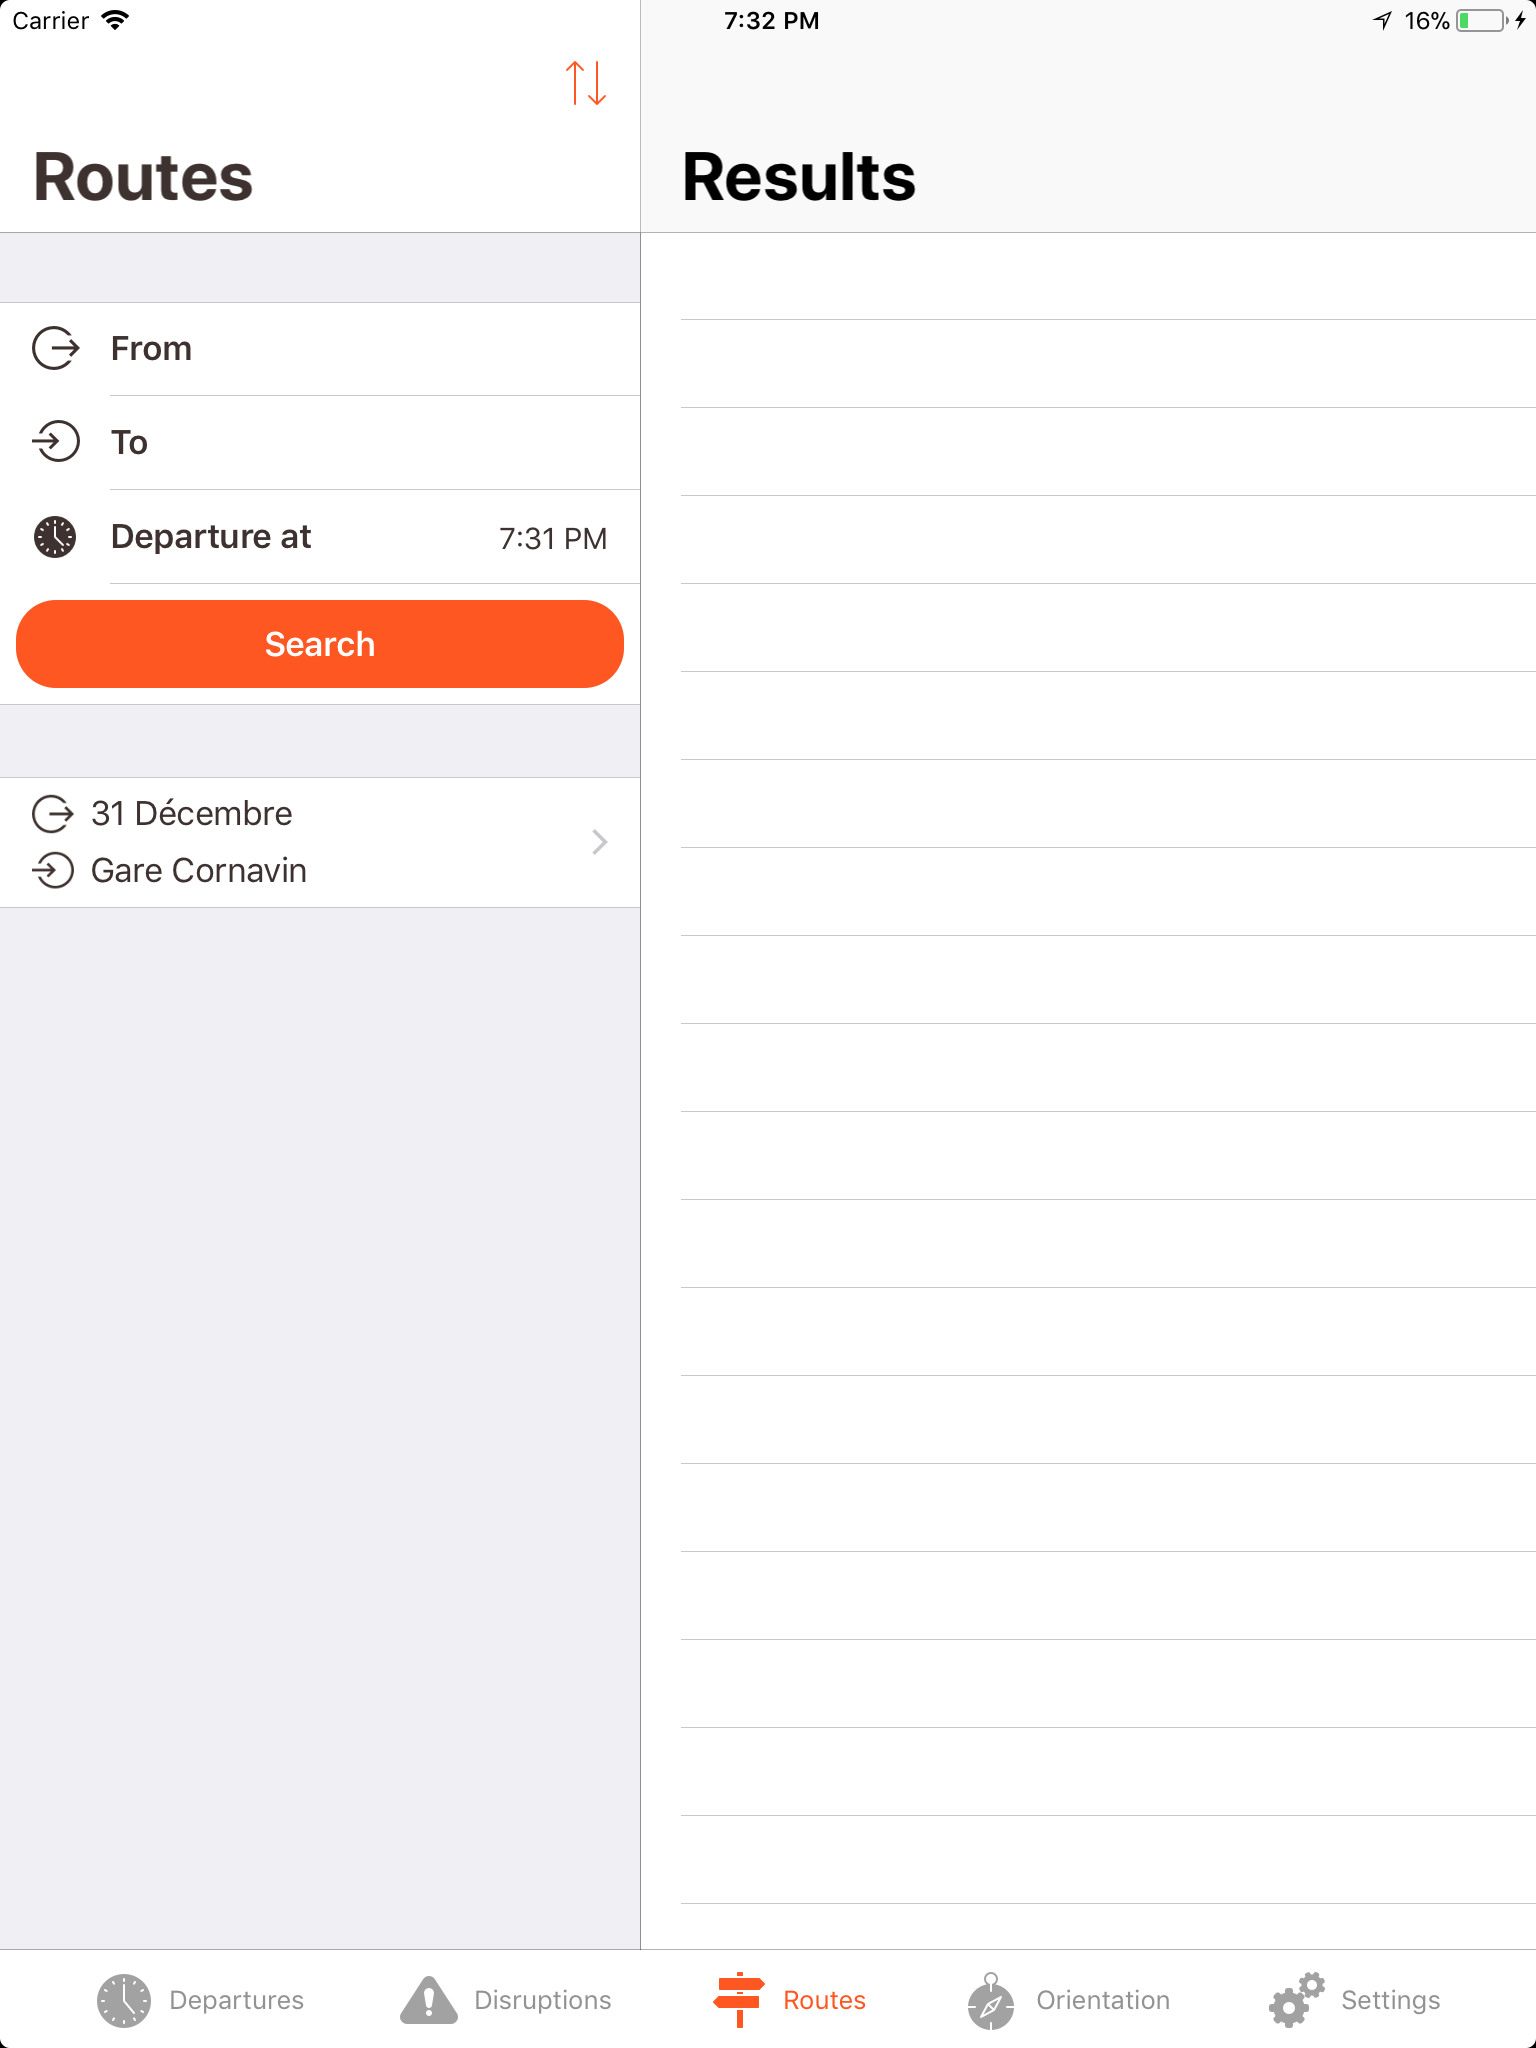 Carrier
7:32 PM
16%
Routes
Results
From
To
Departure at 7:31 PM
Search
31 Décembre
Gare Cornavin
Departures
Disruptions
Routes
Orientation
Settings